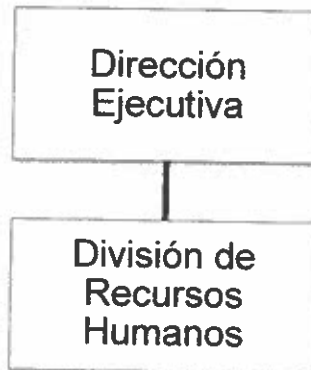 Dirección
Ejecutiva
División de
Recursos
Humanos